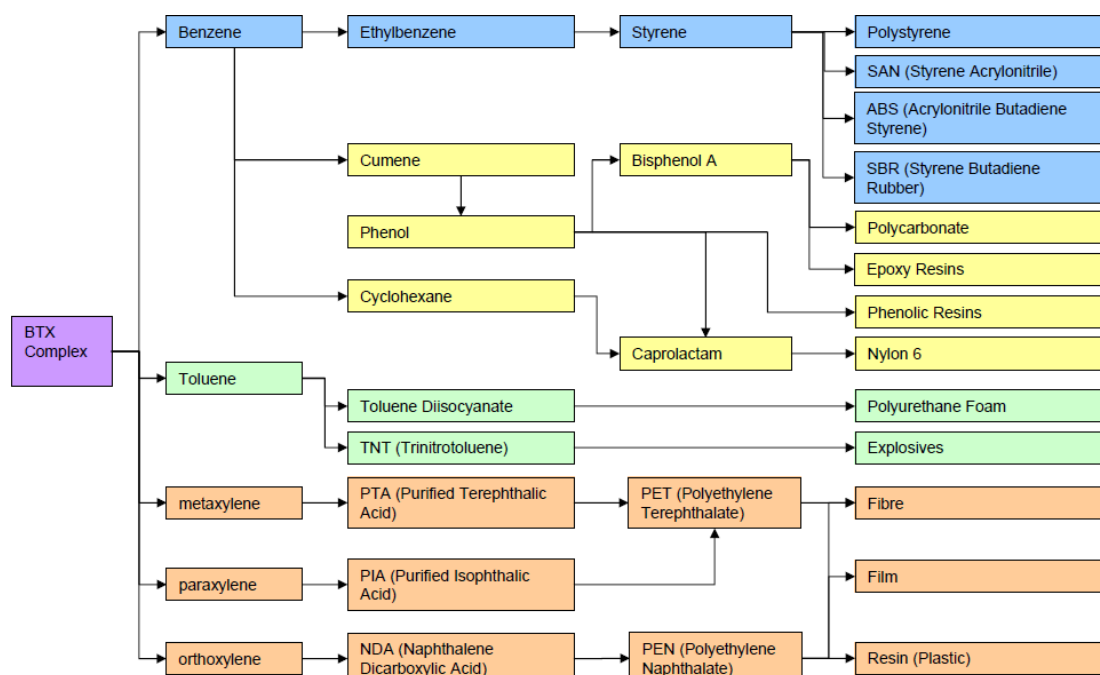 Benzene
Ethylbenzene
Styrene
Polystyrene
SAN (Styrene Acrylonitrile)
ABS (Acrylonitrile Butadiene
Styrene)
Cumene
Bisphenol A
SBR (Styrene Butadiene
Rubber)
Phenol
Polycarbonate
Epoxy Resins
Cyclohexane
Phenolic Resins
BTX
Complex
Caprolactam
Nylon 6
Toluene
Toluene Diisocyanate
Polyurethane Foam
TNT (Trinitrotoluene)
Explosives
metaxylene
PTA (Purified Terephthalic
Acid)
PET (Polyethylene
Terephthalate)
Fibre
paraxylene
PIA (Purified Isophthalic
Acid)
Film
orthoxylene
NDA (Naphthalene
Dicarboxylic Acid)
PEN (Polyethylene
Naphthalate)
Resin (Plastic)